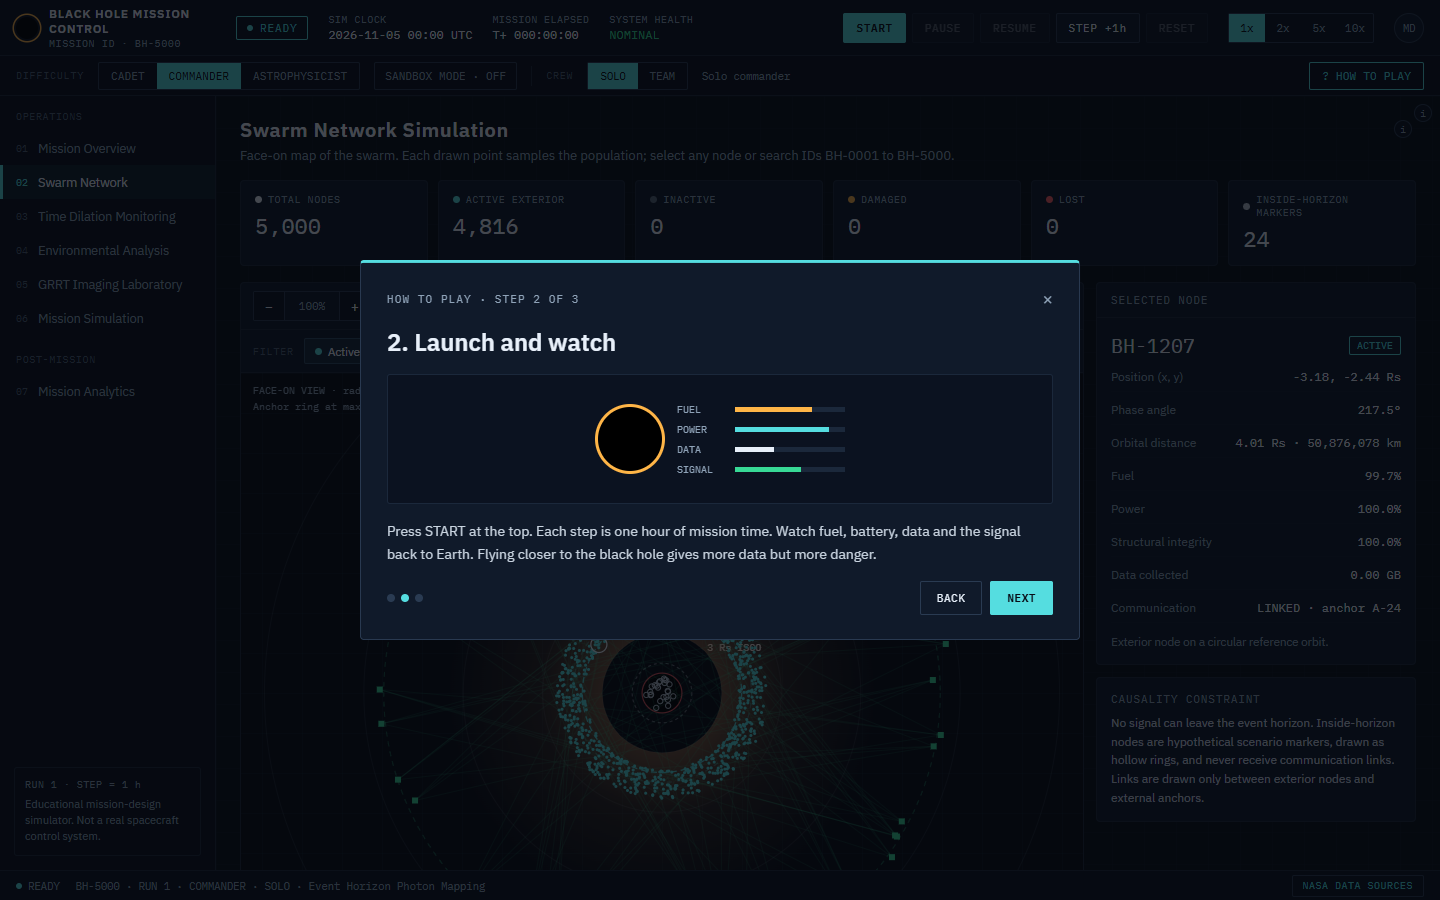 BLACK HOLE MISSION CONTROL
MISSION ID · BH-5000
READY
SIM CLOCK
2026-11-05 00:00 UTC
MISSION ELAPSED
T+ 000:00:00
SYSTEM HEALTH
NOMINAL
START
PAUSE
RESUME
STEP +1h
RESET
1x 2x 5x 10x
MD
DIFFICULTY
CADET
COMMANDER
ASTROPHYSICIST
SANDBOX MODE · OFF
CREW
SOLO
TEAM
Solo commander
? HOW TO PLAY
OPERATIONS
01 Mission Overview
02 Swarm Network
03 Time Dilation Monitoring
04 Environmental Analysis
05 GRRT Imaging Laboratory
06 Mission Simulation
POST-MISSION
07 Mission Analytics
RUN 1 · STEP = 1 h
Educational mission-design
simulator. Not a real spacecraft
control system.
Swarm Network Simulation
Face-on map of the swarm. Each drawn point samples the population; select any node or search IDs BH-0001 to BH-5000.
i
i
TOTAL NODES
5,000
ACTIVE EXTERIOR
4,816
INACTIVE
0
DAMAGED
0
LOST
0
INSIDE-HORIZON
MARKERS
24
− 100% +
FILTER
Active
FACE-ON VIEW · rad
Anchor ring at max
HOW TO PLAY · STEP 2 OF 3
×
2. Launch and watch
FUEL
POWER
DATA
SIGNAL
Press START at the top. Each step is one hour of mission time. Watch fuel, battery, data and the signal
back to Earth. Flying closer to the black hole gives more data but more danger.
BACK
NEXT
3 Rs ISCO
SELECTED NODE
BH-1207
ACTIVE
Position (x, y) -3.18, -2.44 Rs
Phase angle 217.5°
Orbital distance 4.01 Rs · 50,876,078 km
Fuel 99.7%
Power 100.0%
Structural integrity 100.0%
Data collected 0.00 GB
Communication LINKED · anchor A-24
Exterior node on a circular reference orbit.
CAUSALITY CONSTRAINT
No signal can leave the event horizon. Inside-horizon
nodes are hypothetical scenario markers, drawn as
hollow rings, and never receive communication links.
Links are drawn only between exterior nodes and
external anchors.
READY
BH-5000 · RUN 1 · COMMANDER · SOLO · Event Horizon Photon Mapping
NASA DATA SOURCES